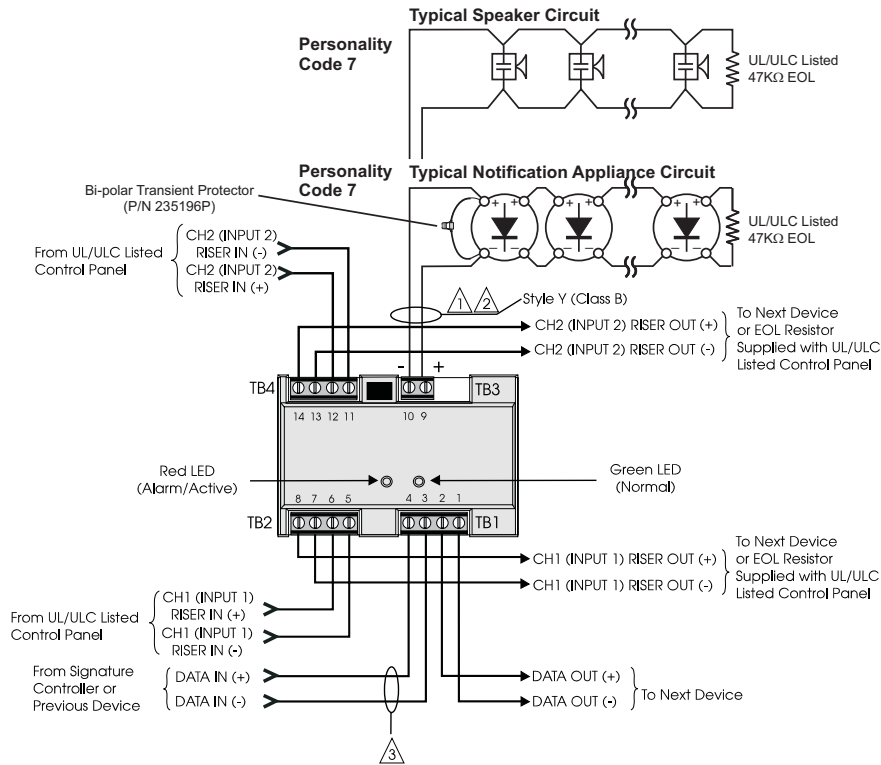 Typical Speaker Circuit
Personality
Code 7
UL/ULC Listed
47KΩ EOL
Personality
Code 7
Typical Notification Appliance Circuit
Bi-polar Transient Protector
(P/N 235196P)
+ +
+ +
+ +
− −
− −
− −
UL/ULC Listed
47KΩ EOL
From UL/ULC Listed
Control Panel
CH2 (INPUT 2)
RISER IN (-)
CH2 (INPUT 2)
RISER IN (+)
1
2
Style Y (Class B)
CH2 (INPUT 2) RISER OUT (+)
CH2 (INPUT 2) RISER OUT (-)
To Next Device
or EOL Resistor
Supplied with UL/ULC
Listed Control Panel
- +
TB4
TB3
14 13 12 11
10 9
Red LED
(Alarm/Active)
Green LED
(Normal)
8 7 6 5
4 3 2 1
TB2
TB1
CH1 (INPUT 1) RISER OUT (+)
CH1 (INPUT 1) RISER OUT (-)
To Next Device
or EOL Resistor
Supplied with UL/ULC
Listed Control Panel
From UL/ULC Listed
Control Panel
CH1 (INPUT 1)
RISER IN (+)
CH1 (INPUT 1)
RISER IN (-)
From Signature
Controller or
Previous Device
DATA IN (+)
DATA IN (-)
DATA OUT (+)
DATA OUT (-)
To Next Device
3